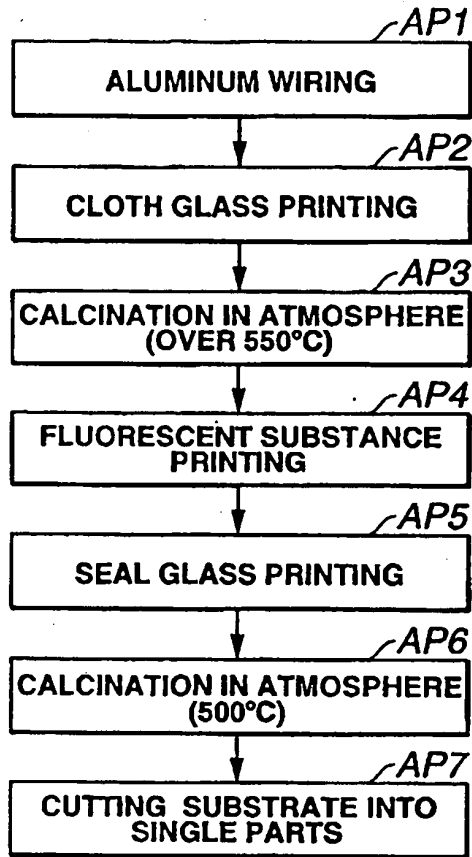 AP1
ALUMINUM WIRING
AP2
CLOTH GLASS PRINTING
AP3
CALCINATION IN ATMOSPHERE
(OVER 550°C)
AP4
FLUORESCENT SUBSTANCE
PRINTING
AP5
SEAL GLASS PRINTING
AP6
CALCINATION IN ATMOSPHERE
(500°C)
AP7
CUTTING SUBSTRATE INTO
SINGLE PARTS